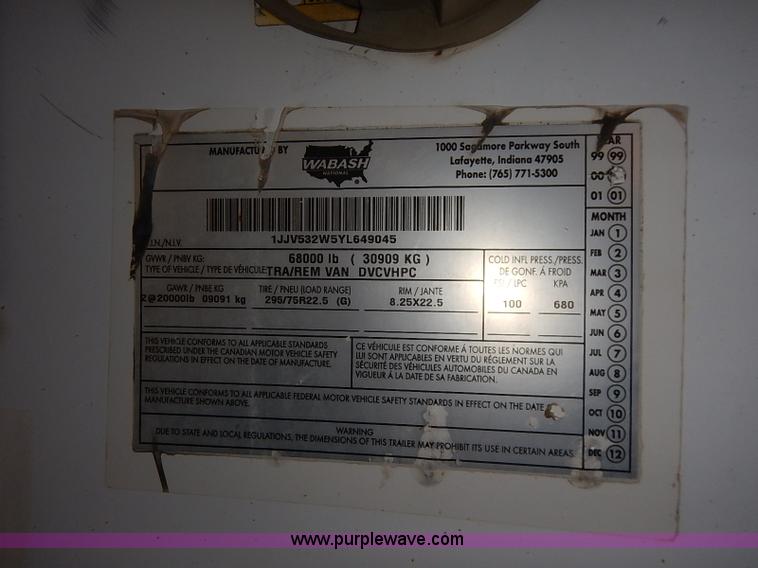 MANUFACTURED BY
WABASH
NATIONAL
1000 Sagamore Parkway South
Lafayette, Indiana 47905
Phone: (765) 771-5300
99 99
00
01 01
1JJV532W5YL649045
V.I.N./N.I.V.
GVWR / PNBV KG: 68000 lb ( 30909 KG )
TYPE OF VEHICLE / TYPE DE VÉHICULE: TRA/REM VAN DVCVHPC
COLD INFL PRESS./PRESS.
DE GONF. À FROID
PSI / LPC KPA
100 680
GAWR / PNBE KG TIRE / PNEU (LOAD RANGE) RIM / JANTE
2@20000lb 09091 kg 295/75R22.5 (G) 8.25X22.5
THIS VEHICLE CONFORMS TO ALL APPLICABLE STANDARDS
PRESCRIBED UNDER THE CANADIAN MOTOR VEHICLE SAFETY
REGULATIONS IN EFFECT ON THE DATE OF MANUFACTURE.
CE VÉHICULE EST CONFORME À TOUTES LES NORMES QUI
LUI SONT APPLICABLES EN VERTU DU RÉGLEMENT SUR LA
SÉCURITÉ DES VÉHICULES AUTOMOBILES DU CANADA EN
VIGUEUR À LA DATE DE SA FABRICATION.
THIS VEHICLE CONFORMS TO ALL APPLICABLE FEDERAL MOTOR VEHICLE SAFETY STANDARDS IN EFFECT ON THE DATE
MANUFACTURE SHOWN ABOVE.
WARNING
DUE TO STATE AND LOCAL REGULATIONS, THE DIMENSIONS OF THIS TRAILER MAY PROHIBIT ITS USE IN CERTAIN AREAS.
MONTH
JAN 1
FEB 2
MAR 3
APR 4
MAY 5
JUN 6
JUL 7
AUG 8
SEP 9
OCT 10
NOV 11
DEC 12
www.purplewave.com